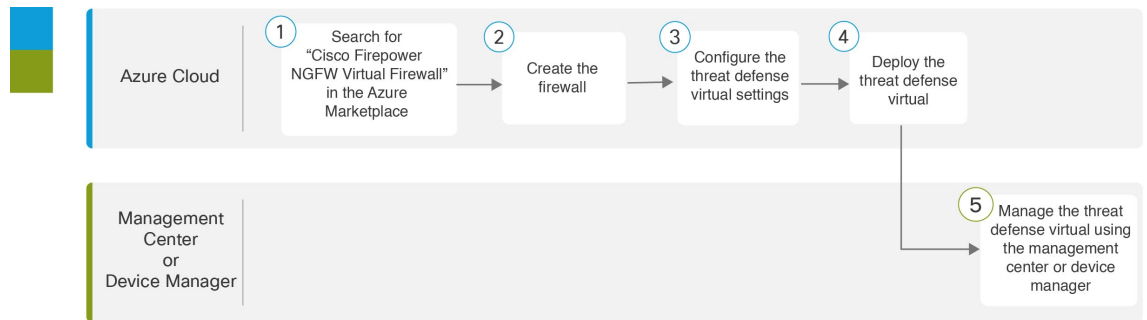 Azure Cloud
1
Search for
"Cisco Firepower
NGFW Virtual Firewall"
in the Azure
Marketplace
2
Create the
firewall
3
Configure the
threat defense
virtual settings
4
Deploy the
threat defense
virtual
Management
Center
or
Device Manager
5
Manage the threat
defense virtual using
the management
center or device
manager